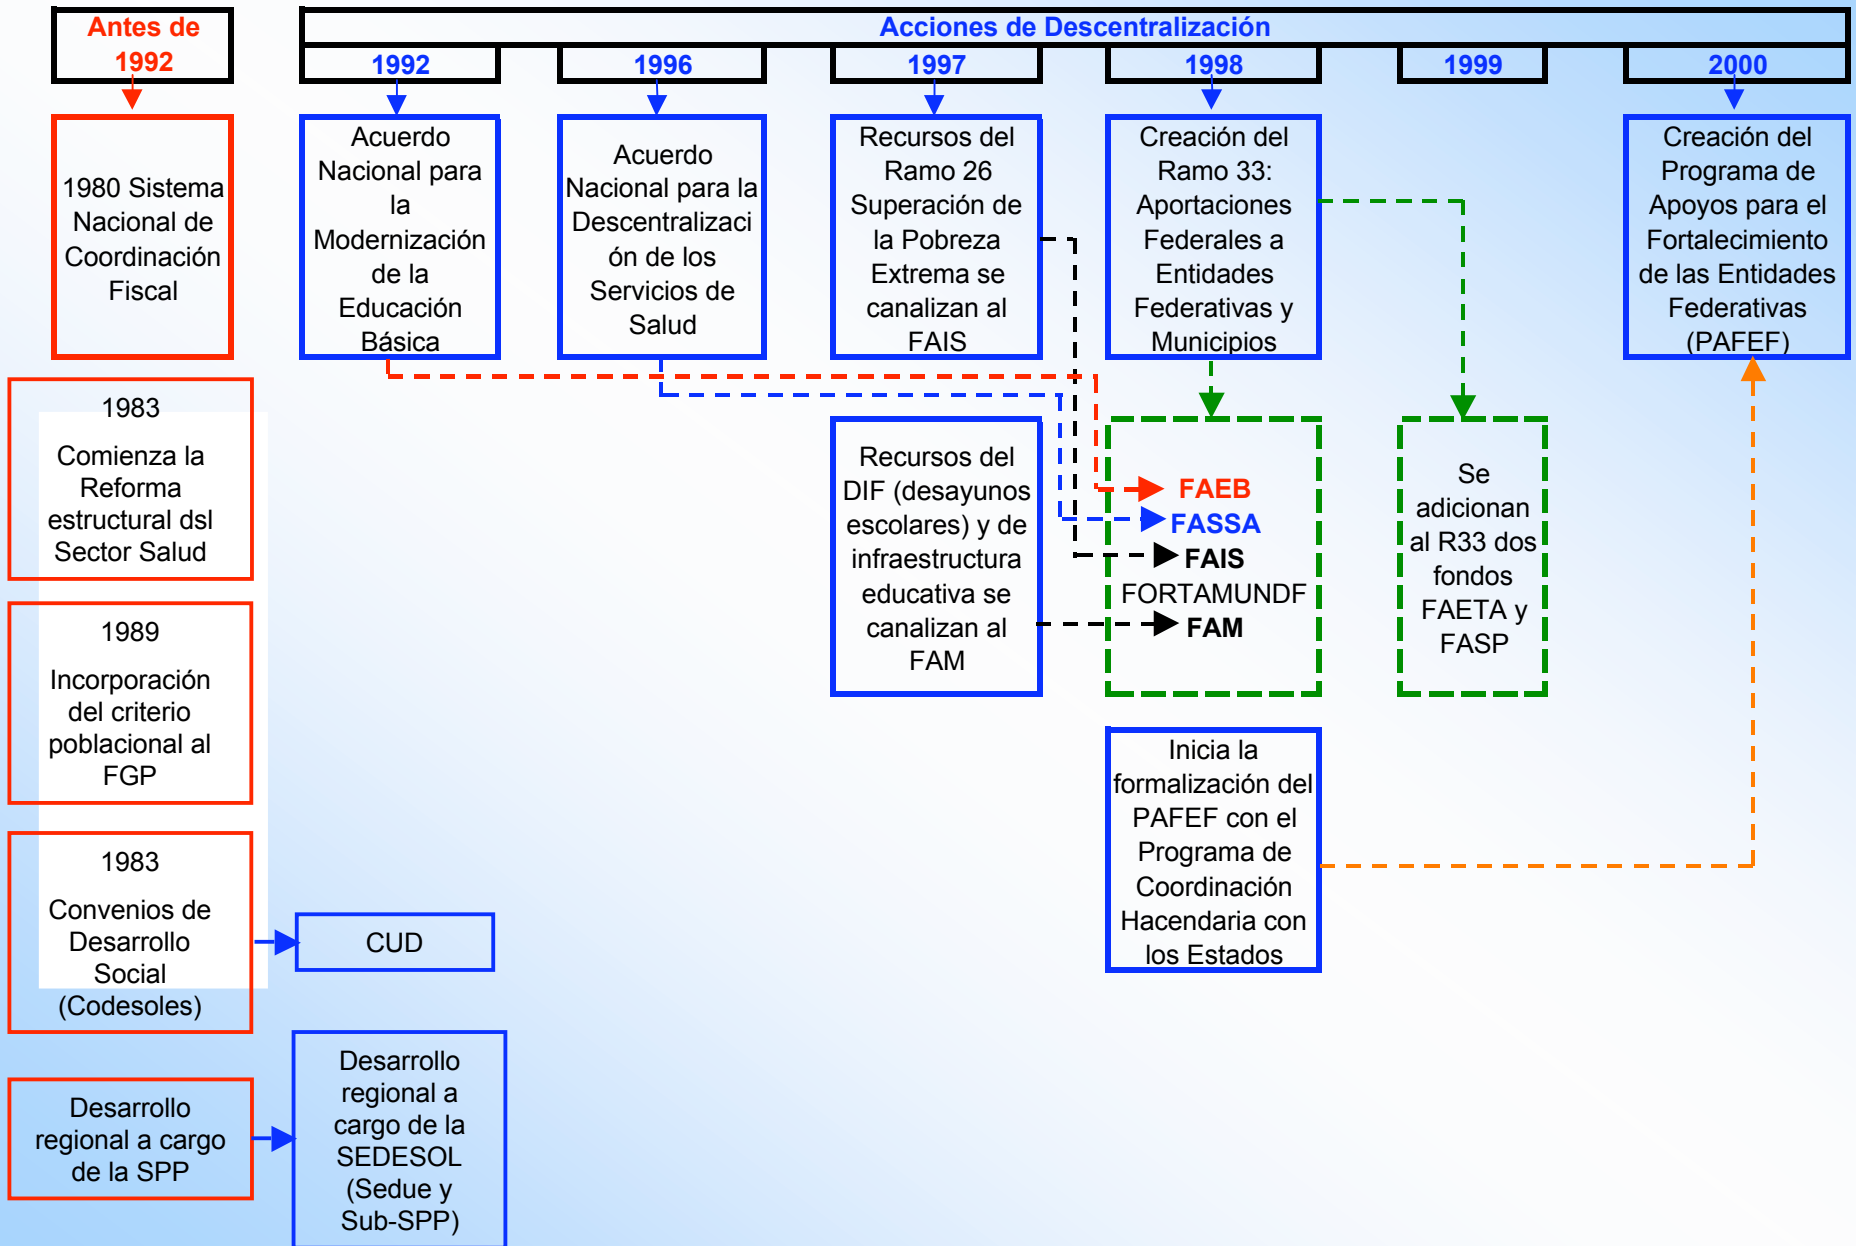 Antes de
1992
Acciones de Descentralización
1992
1996
1997
1998
1999
2000
1980 Sistema
Nacional de
Coordinación
Fiscal
Acuerdo
Nacional para
la
Modernización
de la
Educación
Básica
Acuerdo
Nacional para la
Descentralizaci
ón de los
Servicios de
Salud
Recursos del
Ramo 26
Superación de
la Pobreza
Extrema se
canalizan al
FAIS
Creación del
Ramo 33:
Aportaciones
Federales a
Entidades
Federativas y
Municipios
Creación del
Programa de
Apoyos para el
Fortalecimiento
de las Entidades
Federativas
(PAFEF)
1983
Comienza la
Reforma
estructural dsl
Sector Salud
Recursos del
DIF (desayunos
escolares) y de
infraestructura
educativa se
canalizan al
FAM
FAEB
FASSA
FAIS
FORTAMUNDF
FAM
Se
adicionan
al R33 dos
fondos
FAETA y
FASP
1989
Incorporación
del criterio
poblacional al
FGP
Inicia la
formalización del
PAFEF con el
Programa de
Coordinación
Hacendaria con
los Estados
1983
Convenios de
Desarrollo
Social
(Codesoles)
CUD
Desarrollo
regional a cargo
de la SPP
Desarrollo
regional a
cargo de la
SEDESOL
(Sedue y
Sub-SPP)